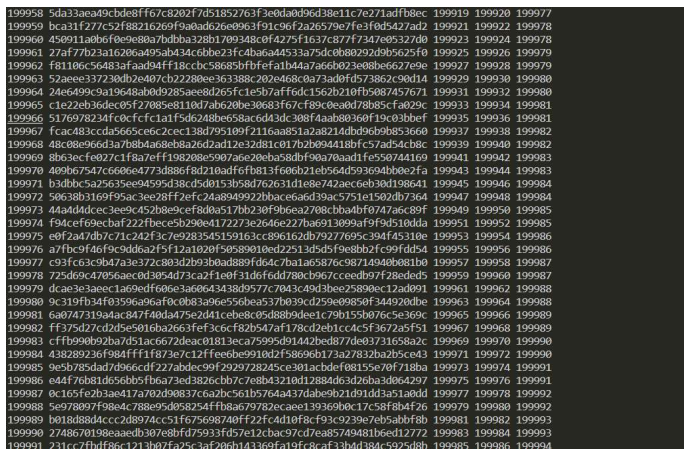 199958 5da33aea49cbde8ff67c8202f7d51852763f3e0da0d96d38e11c7e271adfb8ec 199919 199920 199977
199959 bca31f277c52f88216269f9a0ad626e0963f91c96f2a26579e7fe3f0d5427ad2 199921 199922 199978
199960 450911a0b6f0e9e80a7bdbba328b1709348c0f4275f1637c877f7347e05327d0 199923 199924 199978
199961 27af77b23a16206a495ab434c6bbe23fc4ba6a44533a75dc0b80292d9b5625f0 199925 199926 199979
199962 f81106c56483afaad94ff18ccbc58685bfbfefa1b44a7a66b023e08be6627e9e 199927 199928 199979
199963 52aeee337230db2e407cb22280ee363388c202e468c0a73ad0fd573862c90d14 199929 199930 199980
199964 24e6499c9a19648ab0d9285aee8d265fc1e5b7aff6dc1562b210fb5087457671 199931 199932 199980
199965 c1e22eb36dec05f27085e8110d7ab620be30683f67cf89c0ea0d78b85cfa029c 199933 199934 199981
199966 5176978234fc0cfcfc1a1f5d6248be658ac6d43dc308f4aab80360f19c03bbef 199935 199936 199981
199967 fcac483ccda5665ce6c2cec138d795109f2116aa851a2a8214dbd96b9b853660 199937 199938 199982
199968 48c08e966d3a7b8b4a68eb8a26d2ad12e32d81c017b2b094418bfc57ad54cb8c 199939 199940 199982
199969 8b63ecfe027c1f8a7eff198208e5907a6e20eba58dbf90a70aad1fe550744169 199941 199942 199983
199970 409b67547c6606e4773d886f8d210adf6fb813f606b21eb564d593694bb0e2fa 199943 199944 199983
199971 b3dbbc5a25635ee94595d38cd5d0153b58d762631d1e8e742aec6eb30d198641 199945 199946 199984
199972 50638b3169f95ac3ee28ff2efc24a8949922bbace6a6d39ac5751e1502db7364 199947 199948 199984
199973 44a4d4dcec3ee9c452b8e9cef8d0a517bb230f9b6ea2708cbba4bf0747a6c89f 199949 199950 199985
199974 f94cef69ecbaf222fbece5b290e4172273e2646e227ba6913099af9f9d510dda 199951 199952 199985
199975 e0f2a47db7c71c242f3c7e9283545159163cc896162db79277695c394f45310e 199953 199954 199986
199976 a7fbc9f46f9c9dd6a2f5f12a1020f50589010ed22513d5d5f9e8bb2fc99fdd54 199955 199956 199986
199977 c93fc63c9b47a3e372c803d2b93b0ad889fd64c7ba1a65876c98714940b081b0 199957 199958 199987
199978 725d69c47056aec0d3054d73ca2f1e0f31d6f6dd780cb967cceedb97f28eded5 199959 199960 199987
199979 dcae3e3aeec1a69edf606e3a60643438d9577c7043c49d3bee25890ec12ad091 199961 199962 199988
199980 9c319fb34f03596a96af0c0b83a96e556bea537b039cd259e09850f344920dbe 199963 199964 199988
199981 6a0747319a4ac847f40da475e2d41cebe8c05d88b9dee1c79b155b076c5e369c 199965 199966 199989
199982 ff375d27cd2d5e5016ba2663fef3c6cf82b547af178cd2eb1cc4c5f3672a5f51 199967 199968 199989
199983 cffb990b92ba7d51ac6672deac01813eca75995d91442bed877de03731658a2c 199969 199970 199990
199984 438289236f984fff1f873e7c12ffee6be9910d2f58696b173a27832ba2b5ce43 199971 199972 199990
199985 9e5b785dad7d966cdf227abdec99f2929728245ce301acbdef08155e70f718ba 199973 199974 199991
199986 e44f76b81d656bb5fb6a73ed3826cbb7c7e8b43210d12884d63d26ba3d064297 199975 199976 199991
199987 0c165fe2b3ae417a702d90837c6a2bc561b5764a437dabe9b21d91dd3a51a0dd 199977 199978 199992
199988 5e978097f98e4c788e95d058254ffb8a679782ecaae139369b0c17c58f8b4f26 199979 199980 199992
199989 b018d88d4ccc2d8974cc51f675698740ff22fc4d10f8cf93c9239e7eb5abbf8b 199981 199982 199993
199990 2748670198eaaedb307e8bfd75933fd57e12cbac97cd7ea85749481b6ed12772 199983 199984 199993
199991 231cc7fbdf86c1213b07fa25c3af206b143369fa19fc8caf33b4d384c5925d8b 199985 199986 199994